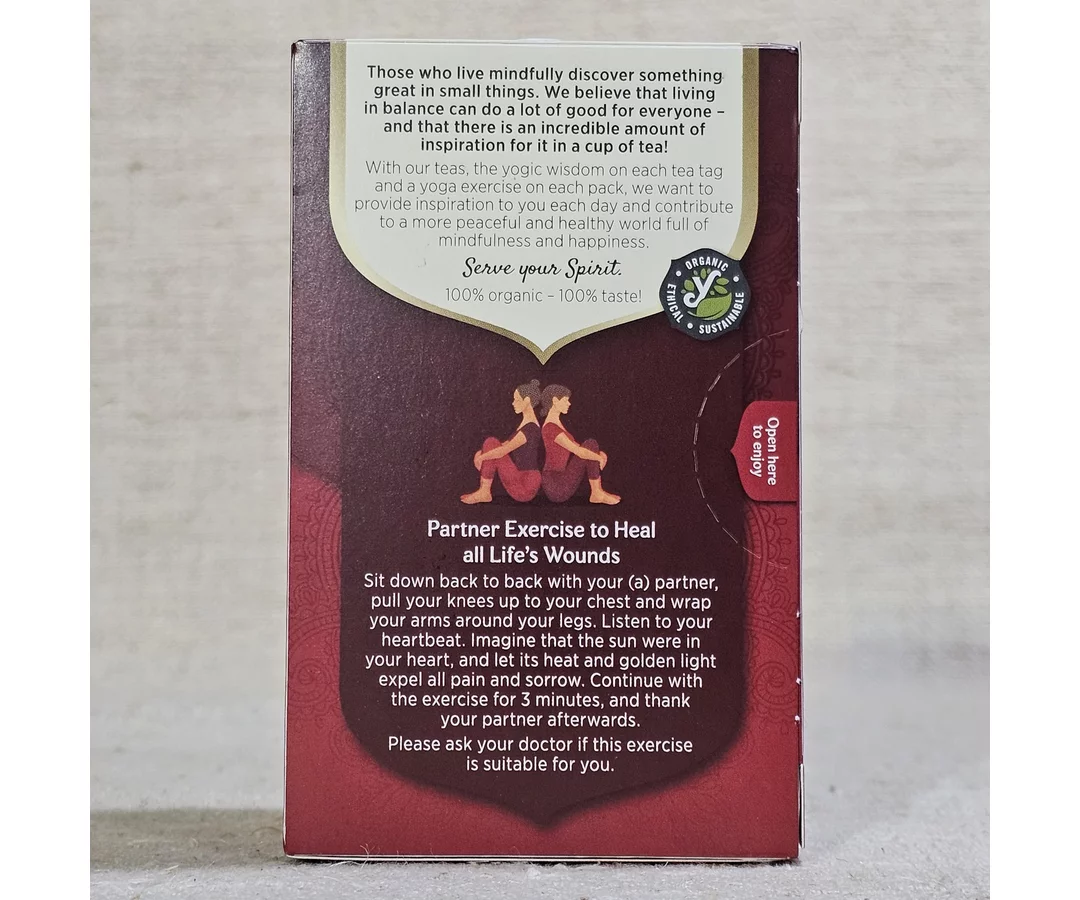 Those who live mindfully discover something
great in small things. We believe that living
in balance can do a lot of good for everyone –
and that there is an incredible amount of
inspiration for it in a cup of tea!
With our teas, the yogic wisdom on each tea tag
and a yoga exercise on each pack, we want to
provide inspiration to you each day and contribute
to a more peaceful and healthy world full of
mindfulness and happiness.
Serve your Spirit.
100% organic – 100% taste!
ORGANIC
ETHICAL
y
SUSTAINABLE
Open here
to enjoy
Partner Exercise to Heal
all Life's Wounds
Sit down back to back with your (a) partner,
pull your knees up to your chest and wrap
your arms around your legs. Listen to your
heartbeat. Imagine that the sun were in
your heart, and let its heat and golden light
expel all pain and sorrow. Continue with
the exercise for 3 minutes, and thank
your partner afterwards.
Please ask your doctor if this exercise
is suitable for you.